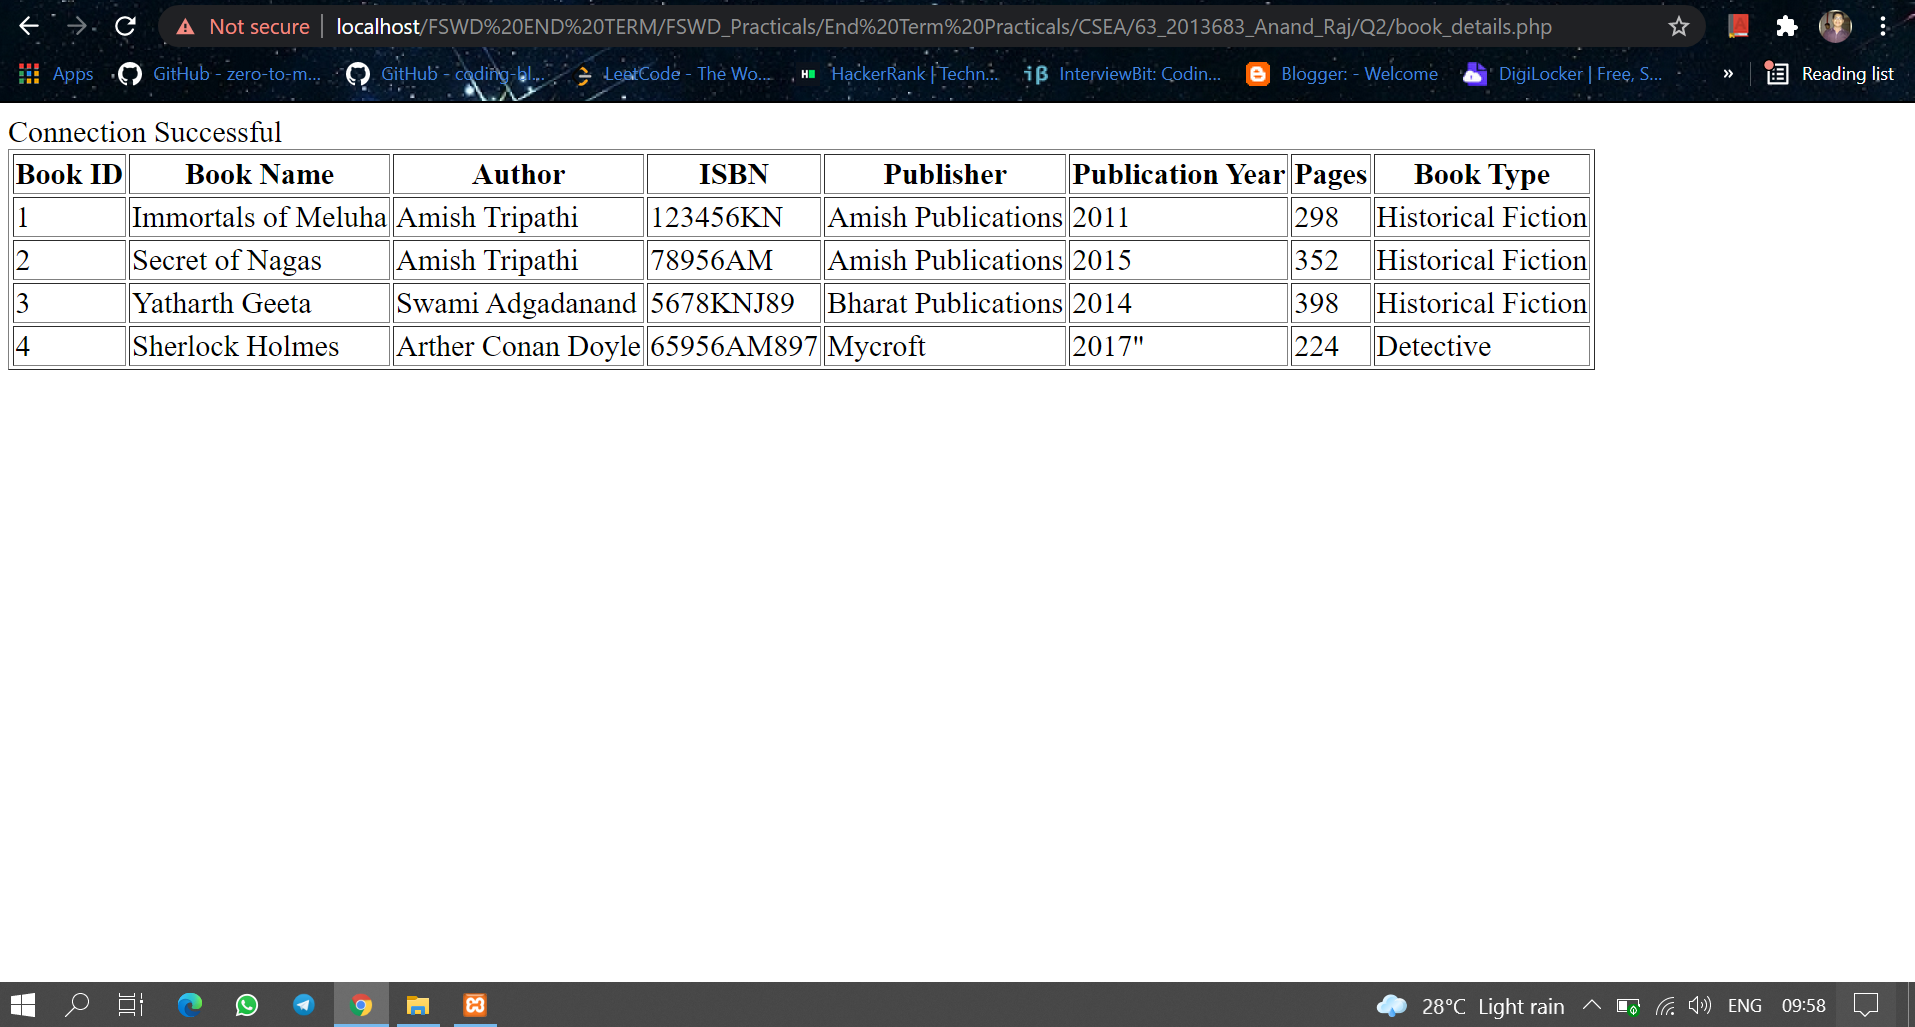 Not secure | localhost/FSWD%20END%20TERM/FSWD_Practicals/End%20Term%20Practicals/CSEA/63_2013683_Anand_Raj/Q2/book_details.php
Apps GitHub - zero-to-m... GitHub - coding-bl... LeetCode - The Wo... HackerRank | Techn... InterviewBit: Codin... Blogger: - Welcome DigiLocker | Free, S... » Reading list
Connection Successful
Book ID Book Name Author ISBN Publisher Publication Year Pages Book Type
1 Immortals of Meluha Amish Tripathi 123456KN Amish Publications 2011 298 Historical Fiction
2 Secret of Nagas Amish Tripathi 78956AM Amish Publications 2015 352 Historical Fiction
3 Yatharth Geeta Swami Adgadanand 5678KNJ89 Bharat Publications 2014 398 Historical Fiction
4 Sherlock Holmes Arther Conan Doyle 65956AM897 Mycroft 2017" 224 Detective
28°C Light rain ENG 09:58